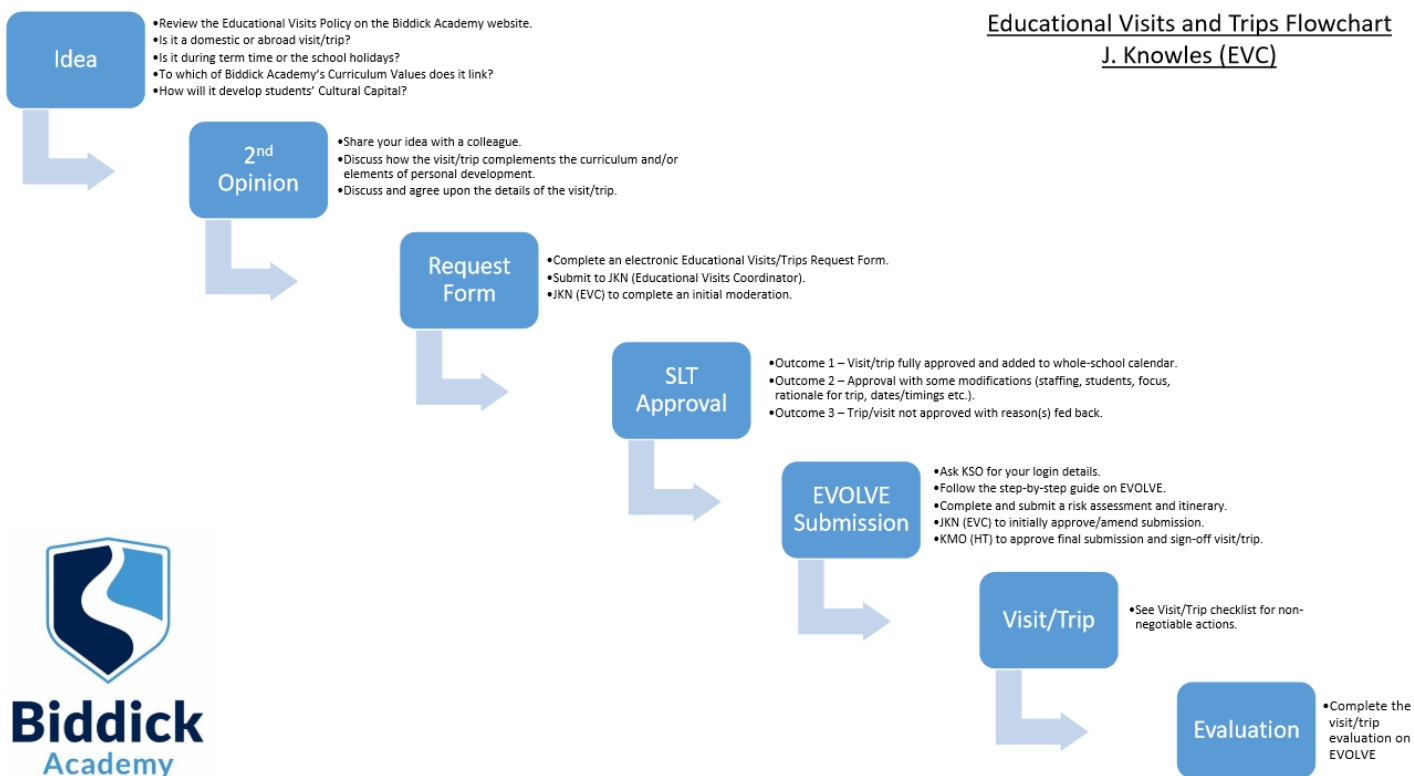 Educational Visits and Trips Flowchart
J. Knowles (EVC)
Idea
•Review the Educational Visits Policy on the Biddick Academy website.
•Is it a domestic or abroad visit/trip?
•Is it during term time or the school holidays?
•To which of Biddick Academy's Curriculum Values does it link?
•How will it develop students' Cultural Capital?
2nd
Opinion
•Share your idea with a colleague.
•Discuss how the visit/trip complements the curriculum and/or
elements of personal development.
•Discuss and agree upon the details of the visit/trip.
Request
Form
•Complete an electronic Educational Visits/Trips Request Form.
•Submit to JKN (Educational Visits Coordinator).
•JKN (EVC) to complete an initial moderation.
SLT
Approval
•Outcome 1 – Visit/trip fully approved and added to whole-school calendar.
•Outcome 2 – Approval with some modifications (staffing, students, focus,
rationale for trip, dates/timings etc.).
•Outcome 3 – Trip/visit not approved with reason(s) fed back.
EVOLVE
Submission
•Ask KSO for your login details.
•Follow the step-by-step guide on EVOLVE.
•Complete and submit a risk assessment and itinerary.
•JKN (EVC) to initially approve/amend submission.
•KMO (HT) to approve final submission and sign-off visit/trip.
Visit/Trip
•See Visit/Trip checklist for non-
negotiable actions.
Evaluation
•Complete the
visit/trip
evaluation on
EVOLVE
Biddick
Academy